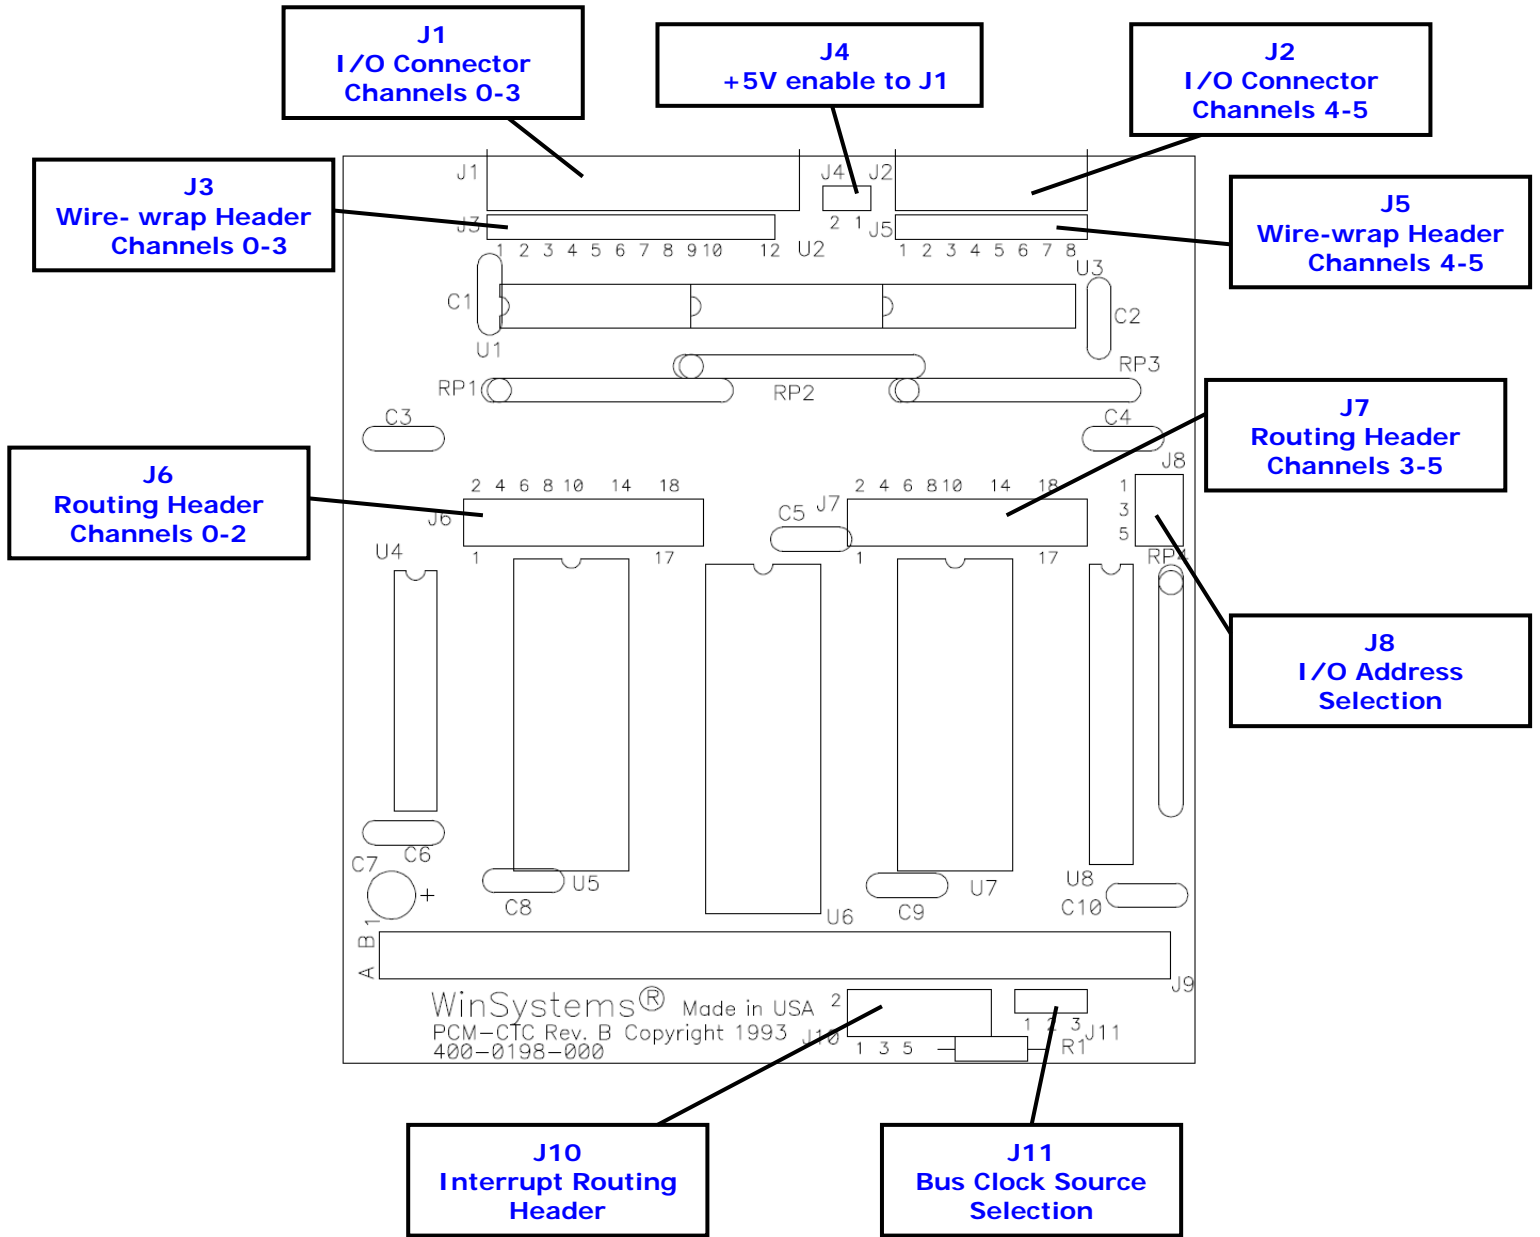 J1
I/O Connector
Channels 0-3
J4
+5V enable to J1
J2
I/O Connector
Channels 4-5
J3
Wire- wrap Header
Channels 0-3
J5
Wire-wrap Header
Channels 4-5
J1
J4 J2
J3
2 1 J5
1 2 3 4 5 6 7 8 9 10 12 U2
1 2 3 4 5 6 7 8
U3
C1
C2
U1
RP1
RP2
RP3
C3
C4
J7
Routing Header
Channels 3-5
J6
Routing Header
Channels 0-2
J8
2 4 6 8 10 14 18
2 4 6 8 10 14 18
1
3
5
J6
C5 J7
U4
1 17
1 17
RP4
J8
I/O Address
Selection
C7 C6
+
C8 U5
U6
C9 U7
U8
C10
1
A B
J9
WinSystems® Made in USA
PCM-CTC Rev. B Copyright 1993
400-0198-000
2
J10
1 3 5
1 2 3
J11
R1
J10
Interrupt Routing
Header
J11
Bus Clock Source
Selection